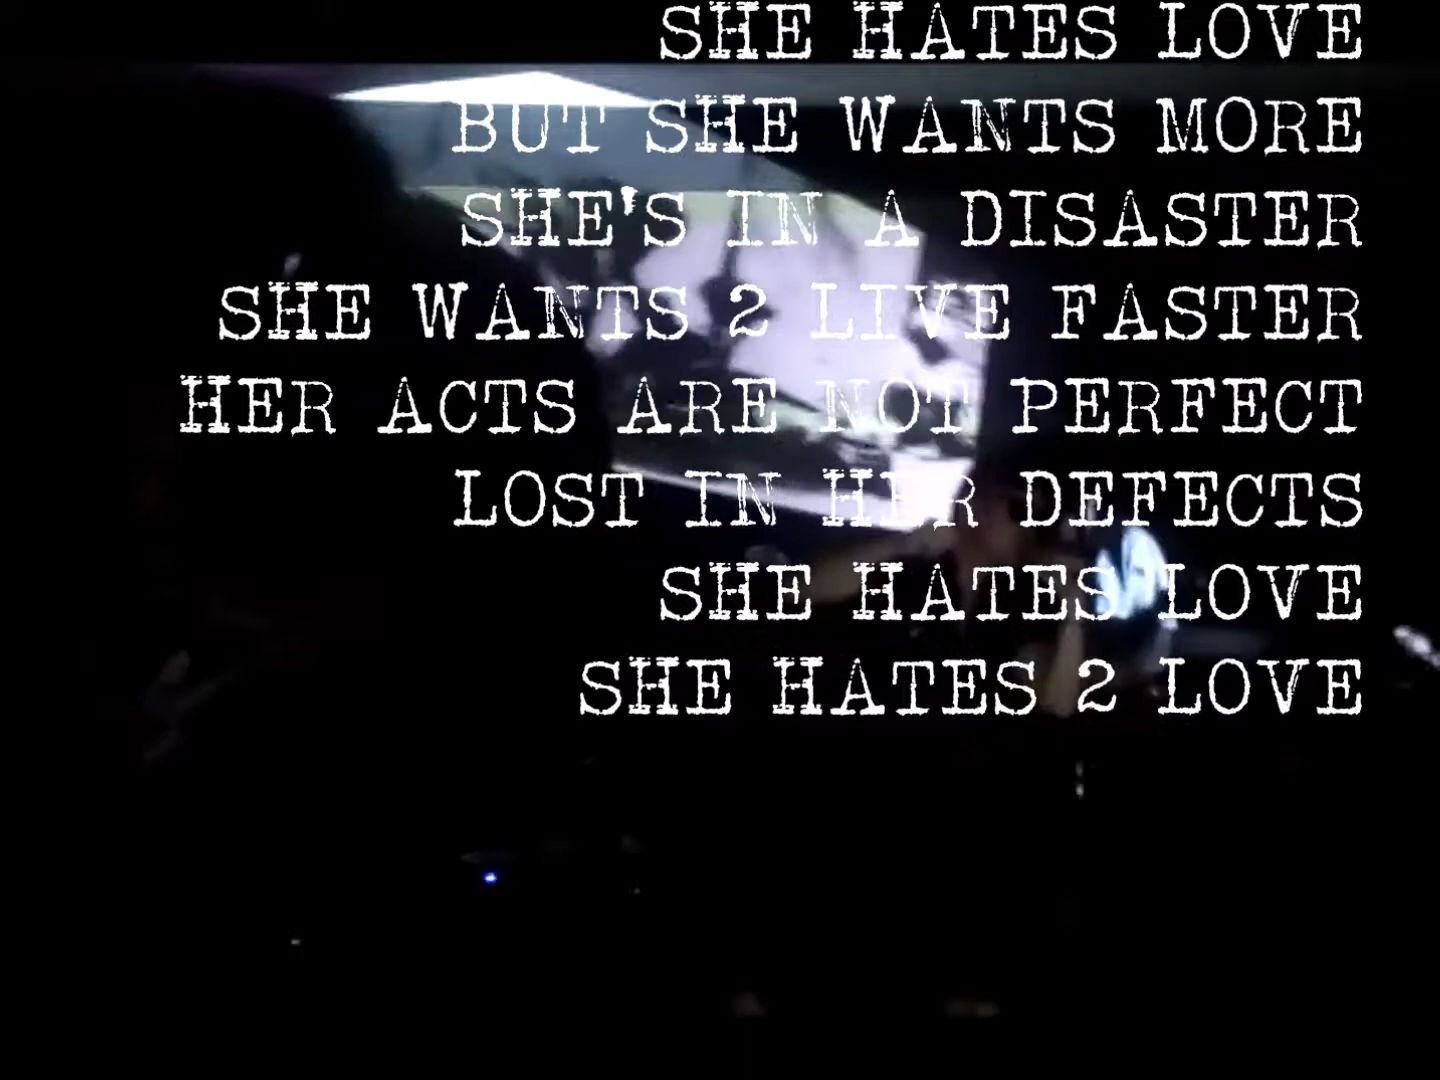 SHE HATES LOVE
BUT SHE WANTS MORE
SHE'S IN A DISASTER
SHE WANTS 2 LIVE FASTER
HER ACTS ARE NOT PERFECT
LOST IN HER DEFECTS
SHE HATES LOVE
SHE HATES 2 LOVE